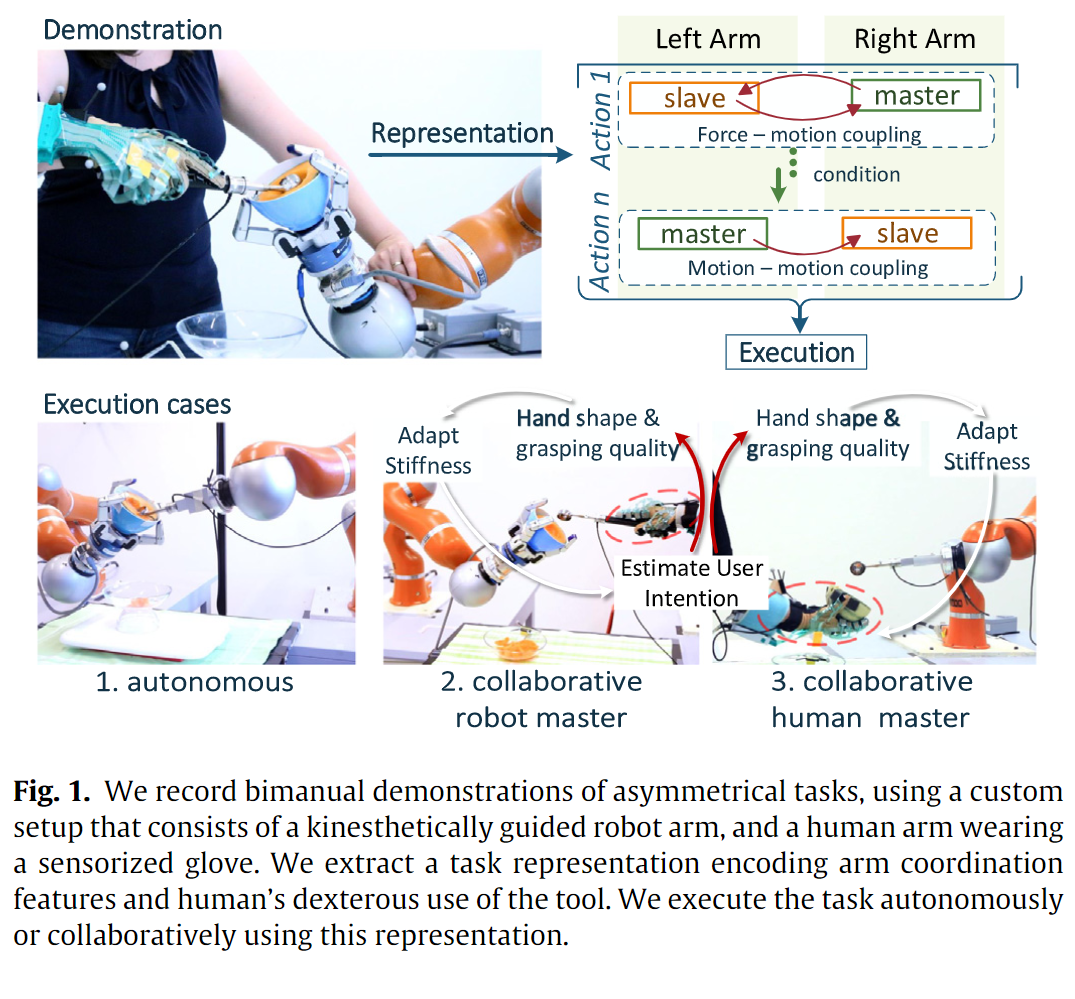 Demonstration
Representation
Left Arm
Right Arm
Action 1
slave
master
Force – motion coupling
condition
Action n
master
slave
Motion – motion coupling
Execution
Execution cases
Adapt
Stiffness
Hand shape &
grasping quality
Hand shape &
grasping quality
Adapt
Stiffness
Estimate User
Intention
1. autonomous
2. collaborative
robot master
3. collaborative
human master
Fig. 1. We record bimanual demonstrations of asymmetrical tasks, using a custom
setup that consists of a kinesthetically guided robot arm, and a human arm wearing
a sensorized glove. We extract a task representation encoding arm coordination
features and human's dexterous use of the tool. We execute the task autonomously
or collaboratively using this representation.